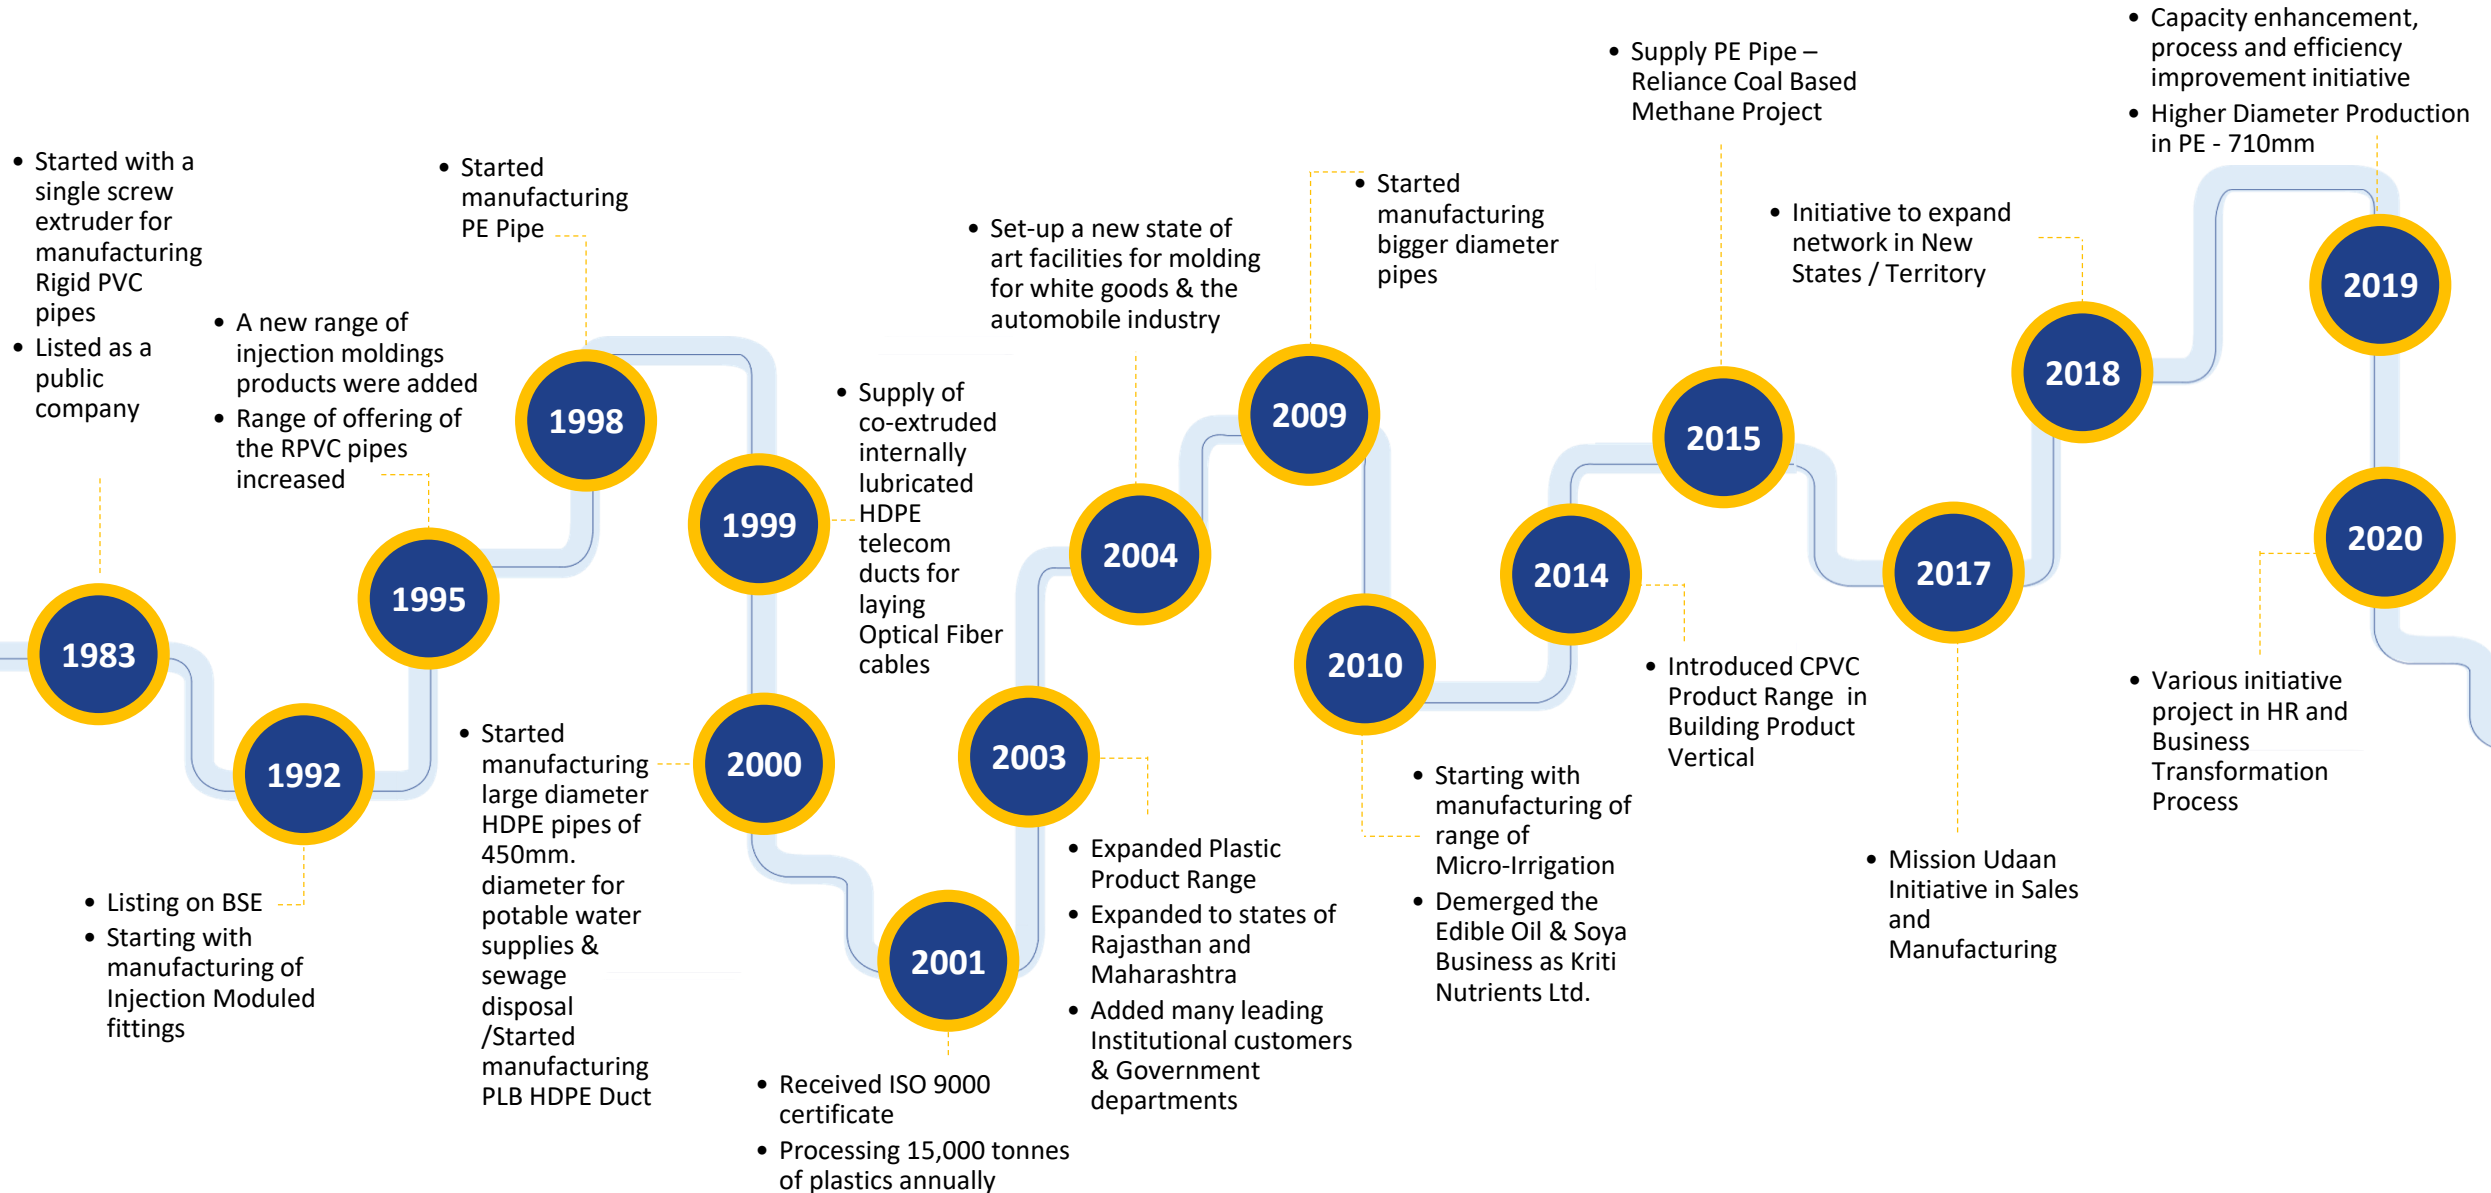 • Started with a
single screw
extruder for
manufacturing
Rigid PVC
pipes
• Listed as a
public
company
1983
• Listing on BSE
• Starting with
manufacturing of
Injection Moduled
fittings
1992
• A new range of
injection moldings
products were added
• Range of offering of
the RPVC pipes
increased
1995
• Started
manufacturing
PE Pipe
1998
• Supply of
co-extruded
internally
lubricated
HDPE
telecom
ducts for
laying
Optical Fiber
cables
1999
• Started
manufacturing
large diameter
HDPE pipes of
450mm.
diameter for
potable water
supplies &
sewage
disposal
/Started
manufacturing
PLB HDPE Duct
2000
2001
• Received ISO 9000
certificate
• Processing 15,000 tonnes
of plastics annually
2003
• Expanded Plastic
Product Range
• Expanded to states of
Rajasthan and
Maharashtra
• Added many leading
Institutional customers
& Government
departments
• Set-up a new state of
art facilities for molding
for white goods & the
automobile industry
2004
• Started
manufacturing
bigger diameter
pipes
2009
2010
• Starting with
manufacturing of
range of
Micro-Irrigation
• Demerged the
Edible Oil & Soya
Business as Kriti
Nutrients Ltd.
2014
• Introduced CPVC
Product Range in
Building Product
Vertical
• Supply PE Pipe –
Reliance Coal Based
Methane Project
2015
2017
• Mission Udaan
Initiative in Sales
and
Manufacturing
• Initiative to expand
network in New
States / Territory
2018
• Capacity enhancement,
process and efficiency
improvement initiative
• Higher Diameter Production
in PE - 710mm
2019
2020
• Various initiative
project in HR and
Business
Transformation
Process